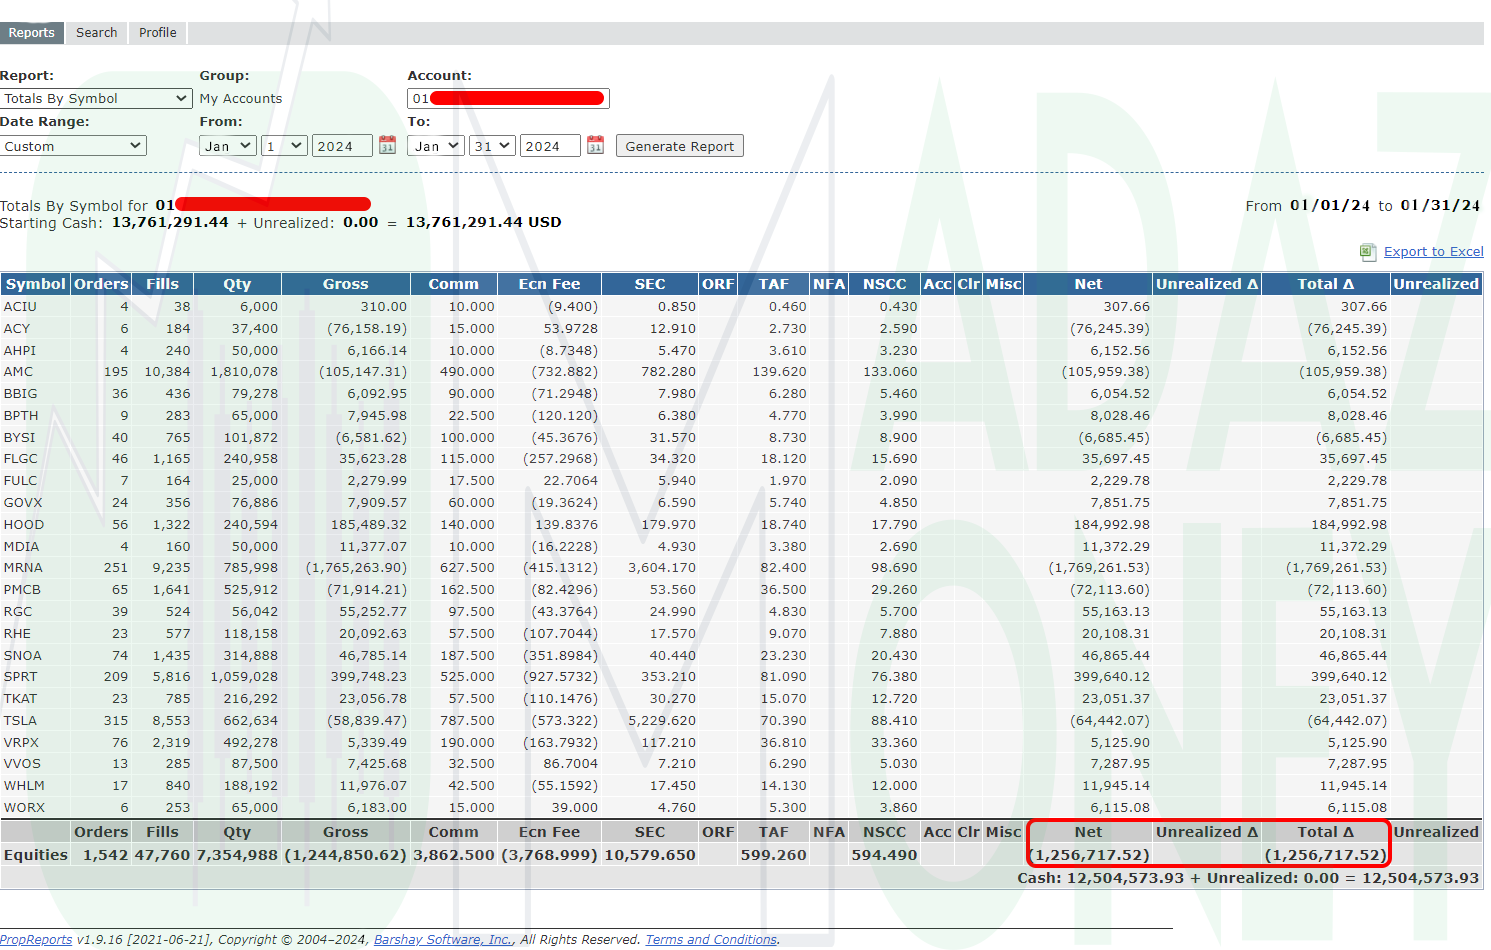 Reports Search Profile
Report: Group: Account:
Totals By Symbol My Accounts 01
Date Range: From: To:
Custom Jan 1 2024 Jan 31 2024 Generate Report
Totals By Symbol for 01 From 01/01/24 to 01/31/24
Starting Cash: 13,761,291.44 + Unrealized: 0.00 = 13,761,291.44 USD
Export to Excel
Symbol Orders Fills Qty Gross Comm Ecn Fee SEC ORF TAF NFA NSCC Acc Clr Misc Net Unrealized Δ Total Δ Unrealized
ACIU 4 38 6,000 310.00 10.000 (9.400) 0.850 0.460 0.430 307.66 307.66
ACY 6 184 37,400 (76,158.19) 15.000 53.9728 12.910 2.730 2.590 (76,245.39) (76,245.39)
AHPI 4 240 50,000 6,166.14 10.000 (8.7348) 5.470 3.610 3.230 6,152.56 6,152.56
AMC 195 10,384 1,810,078 (105,147.31) 490.000 (732.882) 782.280 139.620 133.060 (105,959.38) (105,959.38)
BBIG 36 436 79,278 6,092.95 90.000 (71.2948) 7.980 6.280 5.460 6,054.52 6,054.52
BPTH 9 283 65,000 7,945.98 22.500 (120.120) 6.380 4.770 3.990 8,028.46 8,028.46
BYSI 40 765 101,872 (6,581.62) 100.000 (45.3676) 31.570 8.730 8.900 (6,685.45) (6,685.45)
FLGC 46 1,165 240,958 35,623.28 115.000 (257.2968) 34.320 18.120 15.690 35,697.45 35,697.45
FULC 7 164 25,000 2,279.99 17.500 22.7064 5.940 1.970 2.090 2,229.78 2,229.78
GOVX 24 356 76,886 7,909.57 60.000 (19.3624) 6.590 5.740 4.850 7,851.75 7,851.75
HOOD 56 1,322 240,594 185,489.32 140.000 139.8376 179.970 18.740 17.790 184,992.98 184,992.98
MDIA 4 160 50,000 11,377.07 10.000 (16.2228) 4.930 3.380 2.690 11,372.29 11,372.29
MRNA 251 9,235 785,998 (1,765,263.90) 627.500 (415.1312) 3,604.170 82.400 98.690 (1,769,261.53) (1,769,261.53)
PMCB 65 1,641 525,912 (71,914.21) 162.500 (82.4296) 53.560 36.500 29.260 (72,113.60) (72,113.60)
RGC 39 524 56,042 55,252.77 97.500 (43.3764) 24.990 4.830 5.700 55,163.13 55,163.13
RHE 23 577 118,158 20,092.63 57.500 (107.7044) 17.570 9.070 7.880 20,108.31 20,108.31
SNOA 74 1,435 314,888 46,785.14 187.500 (351.8984) 40.440 23.230 20.430 46,865.44 46,865.44
SPRT 209 5,816 1,059,028 399,748.23 525.000 (927.5732) 353.210 81.090 76.380 399,640.12 399,640.12
TKAT 23 785 216,292 23,056.78 57.500 (110.1476) 30.270 15.070 12.720 23,051.37 23,051.37
TSLA 315 8,553 662,634 (58,839.47) 787.500 (573.322) 5,229.620 70.390 88.410 (64,442.07) (64,442.07)
VRPX 76 2,319 492,278 5,339.49 190.000 (163.7932) 117.210 36.810 33.360 5,125.90 5,125.90
VVOS 13 285 87,500 7,425.68 32.500 86.7004 7.210 6.290 5.030 7,287.95 7,287.95
WHLM 17 840 188,192 11,976.07 42.500 (55.1592) 17.450 14.130 12.000 11,945.14 11,945.14
WORX 6 253 65,000 6,183.00 15.000 39.000 4.760 5.300 3.860 6,115.08 6,115.08
Orders Fills Qty Gross Comm Ecn Fee SEC ORF TAF NFA NSCC Acc Clr Misc Net Unrealized Δ Total Δ Unrealized
Equities 1,542 47,760 7,354,988 (1,244,850.62) 3,862.500 (3,768.999) 10,579.650 599.260 594.490 (1,256,717.52) (1,256,717.52)
Cash: 12,504,573.93 + Unrealized: 0.00 = 12,504,573.93
PropReports v1.9.16 [2021-06-21], Copyright © 2004–2024, Barshay Software, Inc., All Rights Reserved. Terms and Conditions.
MADAZ
MONEY